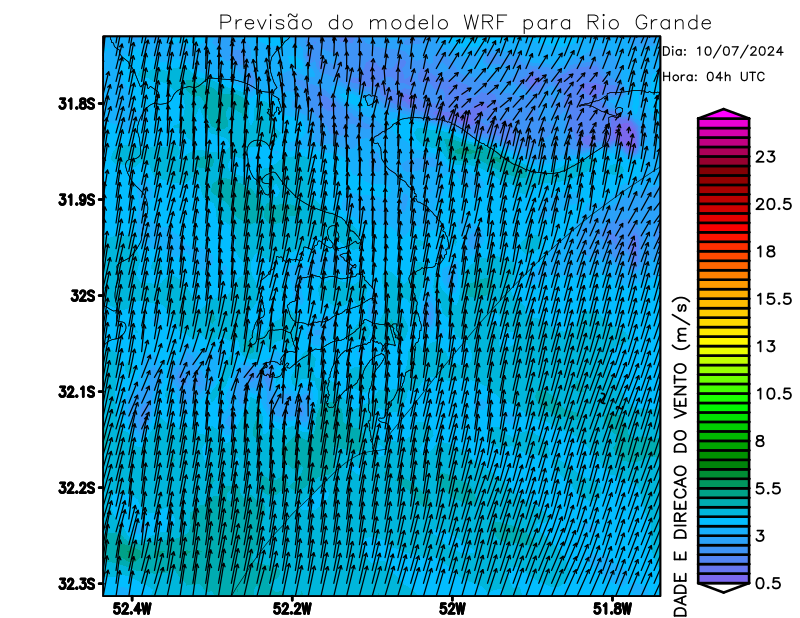 Previsão do modelo WRF para Rio Grande
Dia: 10/07/2024
Hora: 04h UTC
31.8S
31.9S
32S
32.1S
32.2S
32.3S
52.4W
52.2W
52W
51.8W
23
20.5
18
15.5
13
10.5
8
5.5
3
0.5
DADE E DIRECAO DO VENTO (m/s)